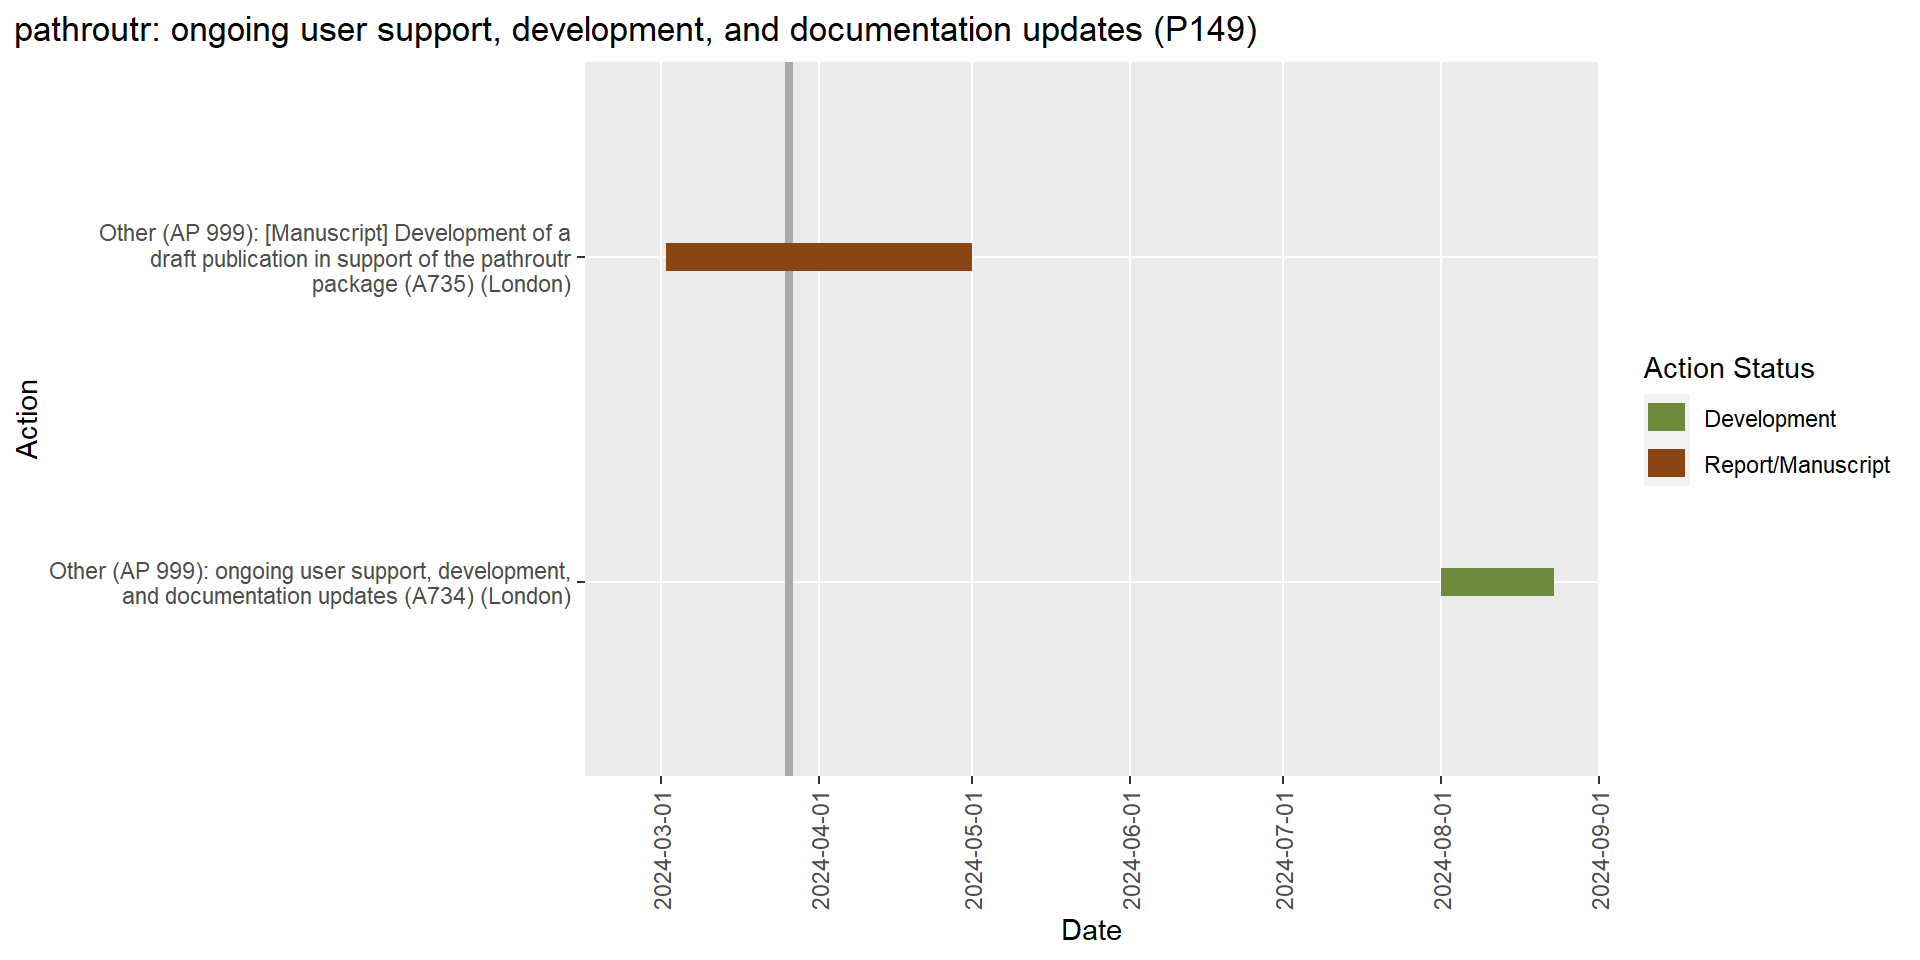 pathroutr: ongoing user support, development, and documentation updates (P149)
Other (AP 999): [Manuscript] Development of a
draft publication in support of the pathroutr
package (A735) (London)
Other (AP 999): ongoing user support, development,
and documentation updates (A734) (London)
Action
2024-03-01
2024-04-01
2024-05-01
2024-06-01
2024-07-01
2024-08-01
2024-09-01
Date
Action Status
Development
Report/Manuscript